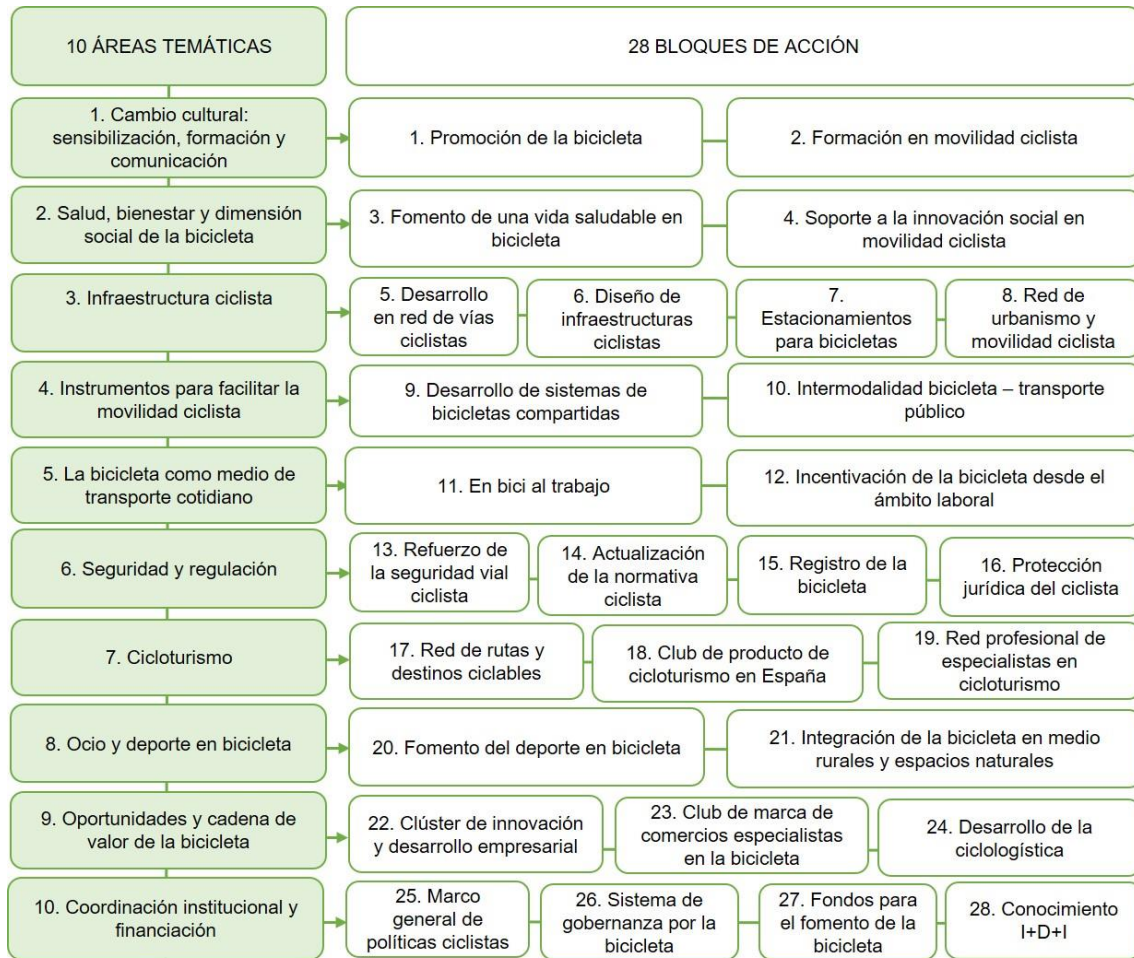 10 ÁREAS TEMÁTICAS
28 BLOQUES DE ACCIÓN
1. Cambio cultural:
sensibilización, formación y
comunicación
1. Promoción de la bicicleta
2. Formación en movilidad ciclista
2. Salud, bienestar y dimensión
social de la bicicleta
3. Fomento de una vida saludable en
bicicleta
4. Soporte a la innovación social en
movilidad ciclista
3. Infraestructura ciclista
5. Desarrollo
en red de vías
ciclistas
6. Diseño de
infraestructuras
ciclistas
7.
Estacionamientos
para bicicletas
8. Red de
urbanismo y
movilidad ciclista
4. Instrumentos para facilitar la
movilidad ciclista
9. Desarrollo de sistemas de
bicicletas compartidas
10. Intermodalidad bicicleta – transporte
público
5. La bicicleta como medio de
transporte cotidiano
11. En bici al trabajo
12. Incentivación de la bicicleta desde el
ámbito laboral
6. Seguridad y regulación
13. Refuerzo de
la seguridad vial
ciclista
14. Actualización
de la normativa
ciclista
15. Registro de la
bicicleta
16. Protección
jurídica del ciclista
7. Cicloturismo
17. Red de rutas y
destinos ciclables
18. Club de producto de
cicloturismo en España
19. Red profesional de
especialistas en
cicloturismo
8. Ocio y deporte en bicicleta
20. Fomento del deporte en bicicleta
21. Integración de la bicicleta en medio
rurales y espacios naturales
9. Oportunidades y cadena de
valor de la bicicleta
22. Clúster de innovación
y desarrollo empresarial
23. Club de marca de
comercios especialistas
en la bicicleta
24. Desarrollo de la
ciclologística
10. Coordinación institucional y
financiación
25. Marco
general de
políticas ciclistas
26. Sistema de
gobernanza por la
bicicleta
27. Fondos para
el fomento de la
bicicleta
28. Conocimiento
I+D+I